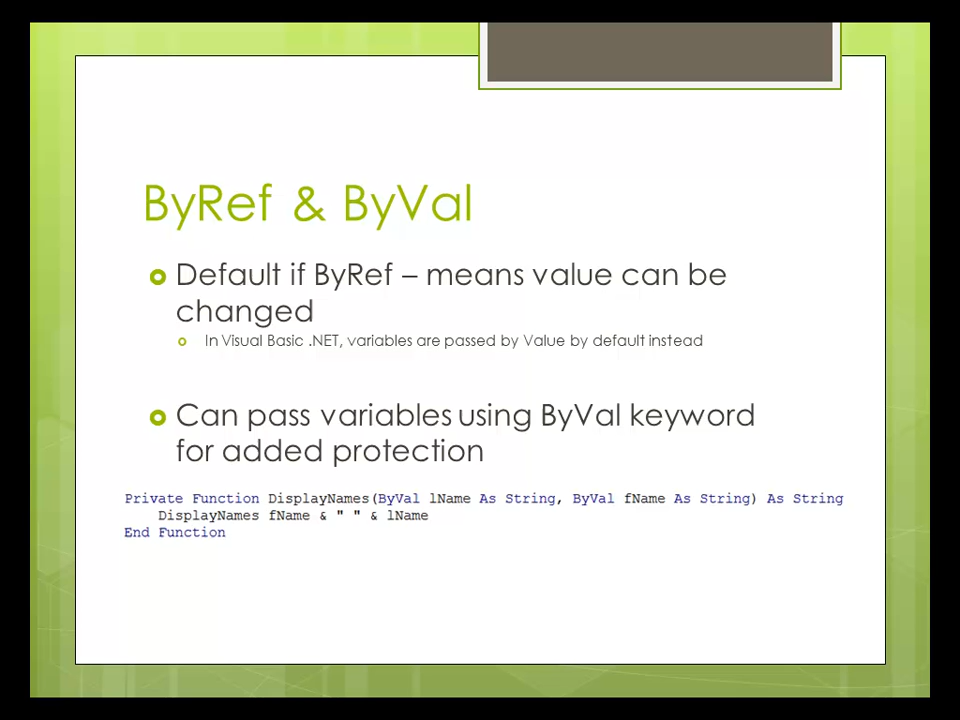 ByRef & ByVal
Default if ByRef – means value can be
changed
In Visual Basic .NET, variables are passed by Value by default instead
Can pass variables using ByVal keyword
for added protection
Private Function DisplayNames(ByVal lName As String, ByVal fName As String) As String
    DisplayNames fName & " " & lName
End Function